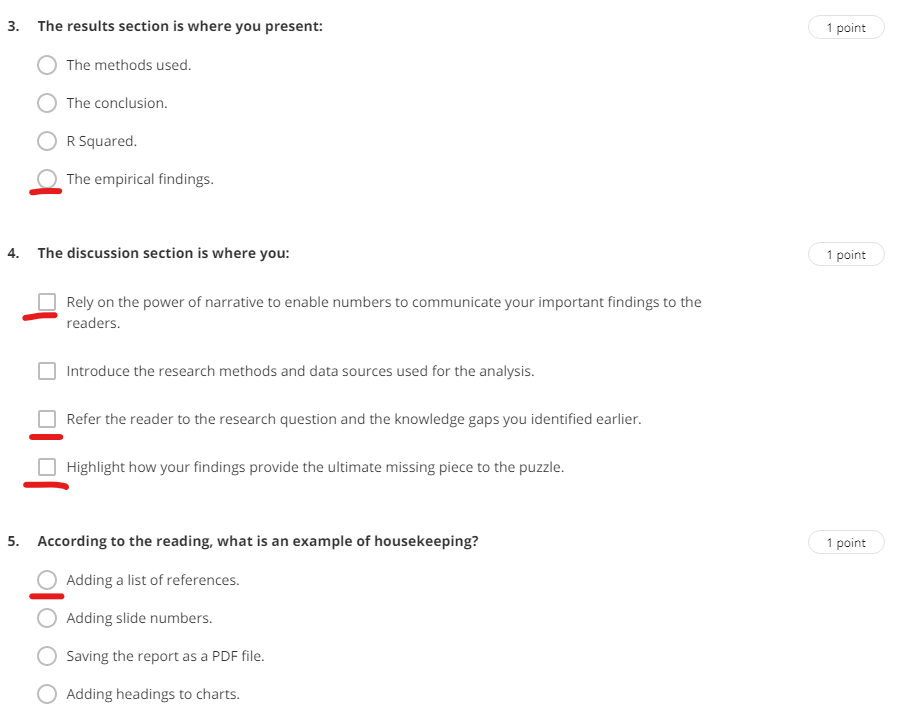 3. The results section is where you present: 1 point
The methods used.
The conclusion.
R Squared.
The empirical findings.
4. The discussion section is where you: 1 point
Rely on the power of narrative to enable numbers to communicate your important findings to the
readers.
Introduce the research methods and data sources used for the analysis.
Refer the reader to the research question and the knowledge gaps you identified earlier.
Highlight how your findings provide the ultimate missing piece to the puzzle.
5. According to the reading, what is an example of housekeeping? 1 point
Adding a list of references.
Adding slide numbers.
Saving the report as a PDF file.
Adding headings to charts.